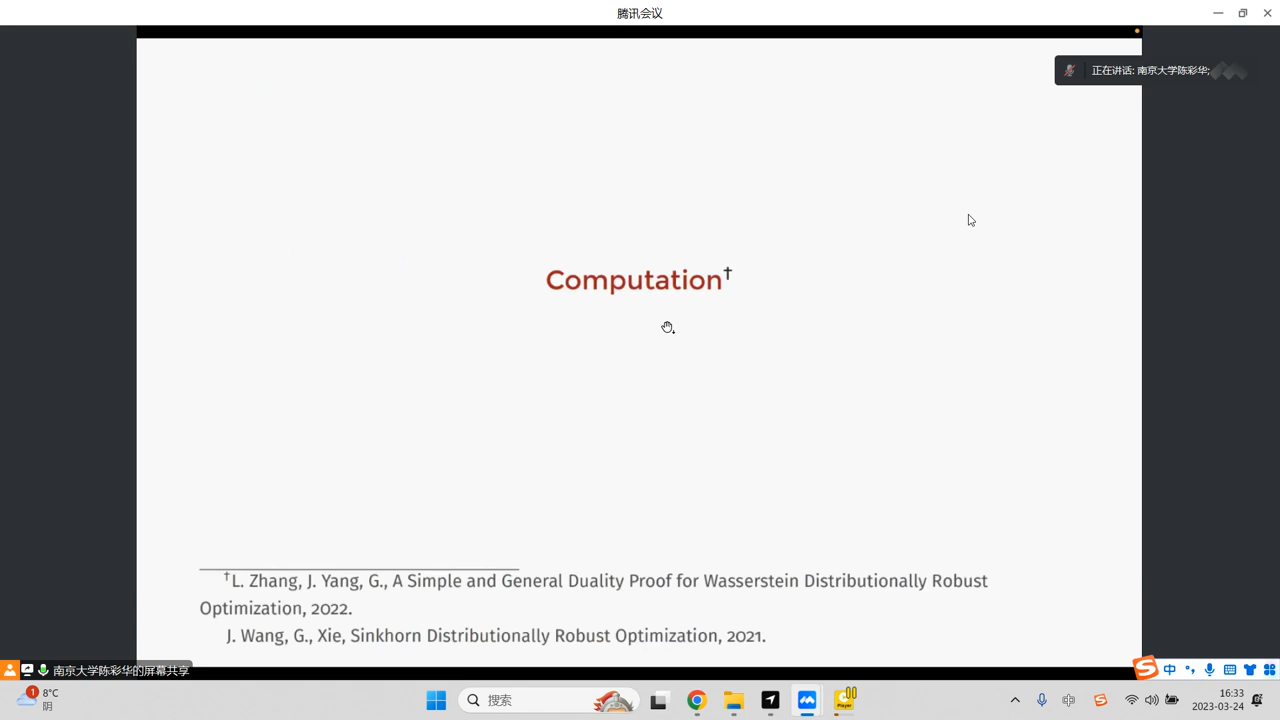 腾讯会议
正在讲话: 南京大学陈彩华;
Computation†
†L. Zhang, J. Yang, G., A Simple and General Duality Proof for Wasserstein Distributionally Robust
Optimization, 2022.
J. Wang, G., Xie, Sinkhorn Distributionally Robust Optimization, 2021.
南京大学陈彩华的屏幕共享
中
1
8°C
阴
搜索
Player
中
16:33
2023-03-24